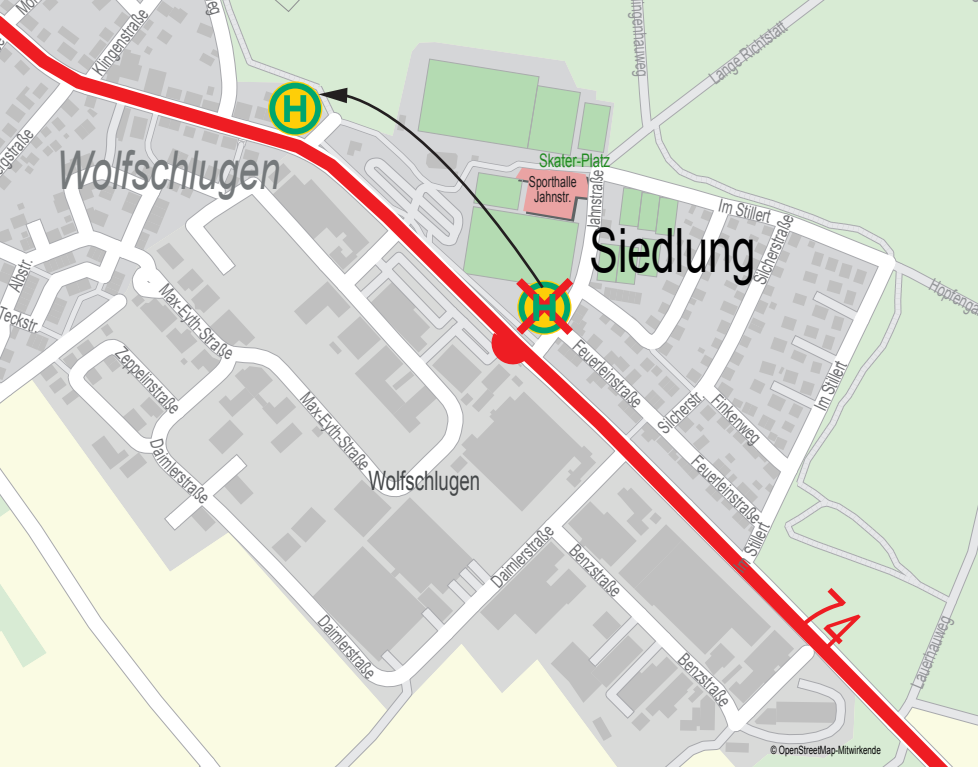 Klingenstraße
H
Wolfschlugen
Skater-Platz
Sporthalle
Jahnstr.
Jahnstraße
Lange Richtstatt
Im Stillert
Silcherstraße
Siedlung
H
Albstr.
Teckstr.
Max-Eyth-Straße
Zeppelinstraße
Max-Eyth-Straße
Wolfschlugen
Feuerleinstraße
Silcherstr.
Finkenweg
Im Stillert
Feuerleinstraße
Im Stillert
Daimlerstraße
Daimlerstraße
Benzstraße
Daimlerstraße
Benzstraße
74
Lauerhauweg
© OpenStreetMap-Mitwirkende